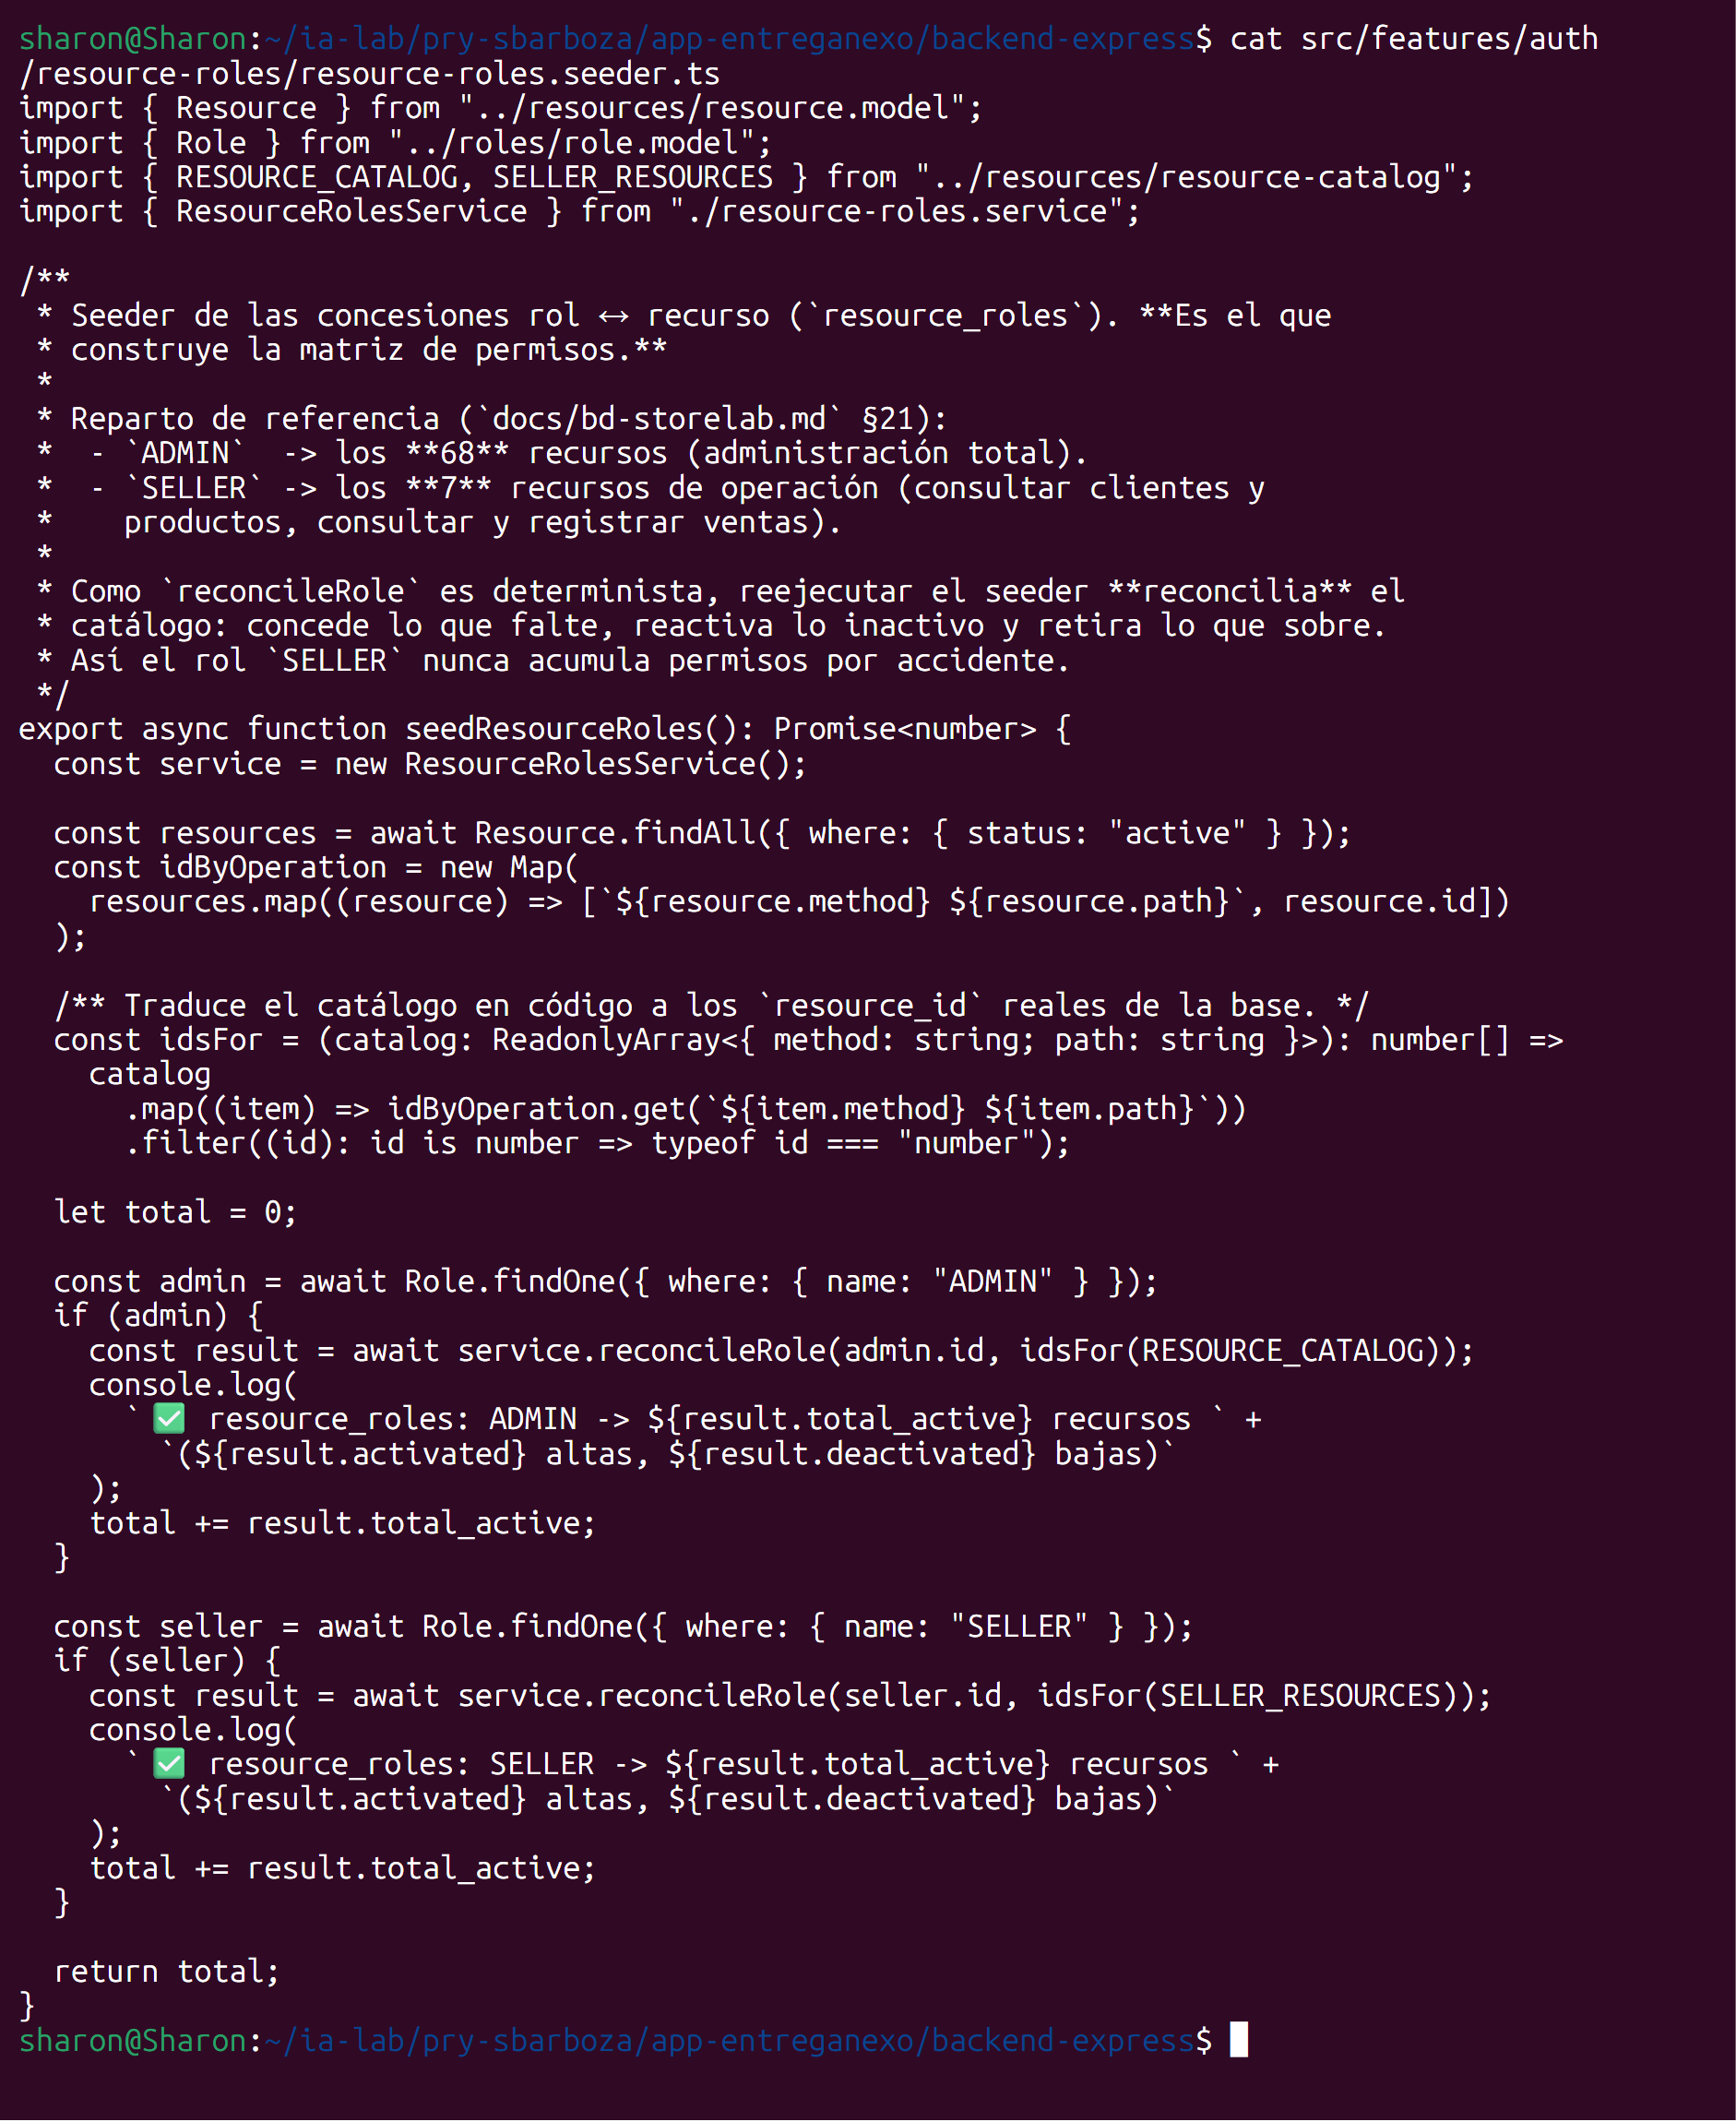 sharon@Sharon:~/ia-lab/pry-sbarboza/app-entreganexo/backend-express$ cat src/features/auth
/resource-roles/resource-roles.seeder.ts
import { Resource } from "../resources/resource.model";
import { Role } from "../roles/role.model";
import { RESOURCE_CATALOG, SELLER_RESOURCES } from "../resources/resource-catalog";
import { ResourceRolesService } from "./resource-roles.service";

/**
 * Seeder de las concesiones rol ↔ recurso (`resource_roles`). **Es el que
 * construye la matriz de permisos.**
 *
 * Reparto de referencia (`docs/bd-storelab.md` §21):
 *  - `ADMIN`  -> los **68** recursos (administración total).
 *  - `SELLER` -> los **7** recursos de operación (consultar clientes y
 *    productos, consultar y registrar ventas).
 *
 * Como `reconcileRole` es determinista, reejecutar el seeder **reconcilia** el
 * catálogo: concede lo que falte, reactiva lo inactivo y retira lo que sobre.
 * Así el rol `SELLER` nunca acumula permisos por accidente.
 */
export async function seedResourceRoles(): Promise<number> {
  const service = new ResourceRolesService();

  const resources = await Resource.findAll({ where: { status: "active" } });
  const idByOperation = new Map(
    resources.map((resource) => [`${resource.method} ${resource.path}`, resource.id])
  );

  /** Traduce el catálogo en código a los `resource_id` reales de la base. */
  const idsFor = (catalog: ReadonlyArray<{ method: string; path: string }>): number[] =>
    catalog
      .map((item) => idByOperation.get(`${item.method} ${item.path}`))
      .filter((id): id is number => typeof id === "number");

  let total = 0;

  const admin = await Role.findOne({ where: { name: "ADMIN" } });
  if (admin) {
    const result = await service.reconcileRole(admin.id, idsFor(RESOURCE_CATALOG));
    console.log(
      `✅ resource_roles: ADMIN -> ${result.total_active} recursos ` +
        `(${result.activated} altas, ${result.deactivated} bajas)`
    );
    total += result.total_active;
  }

  const seller = await Role.findOne({ where: { name: "SELLER" } });
  if (seller) {
    const result = await service.reconcileRole(seller.id, idsFor(SELLER_RESOURCES));
    console.log(
      `✅ resource_roles: SELLER -> ${result.total_active} recursos ` +
        `(${result.activated} altas, ${result.deactivated} bajas)`
    );
    total += result.total_active;
  }

  return total;
}
sharon@Sharon:~/ia-lab/pry-sbarboza/app-entreganexo/backend-express$